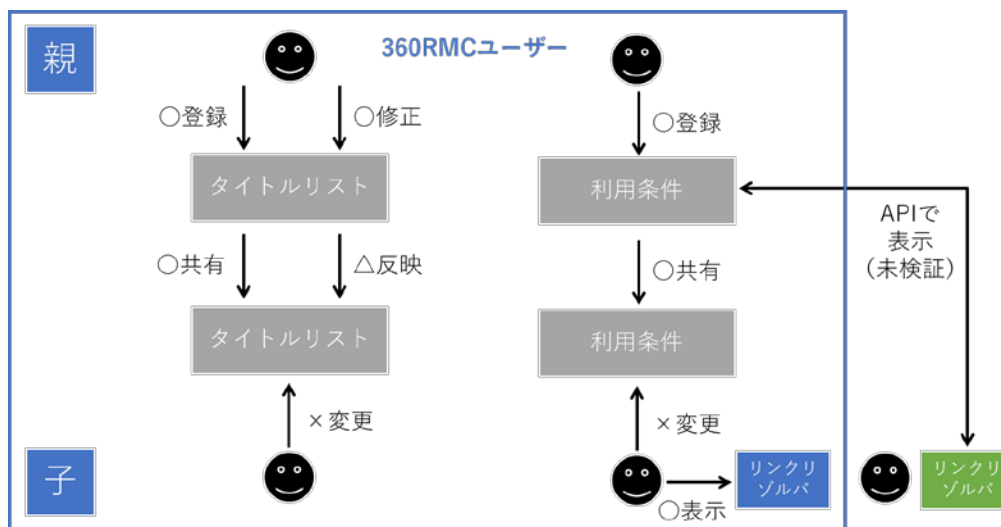 親
360RMCユーザー
○登録
○修正
○登録
タイトルリスト
利用条件
APIで
表示
(未検証)
○共有
△反映
○共有
タイトルリスト
利用条件
×変更
×変更
子
リンクリ
ゾルバ
リンクリ
ゾルバ
○表示